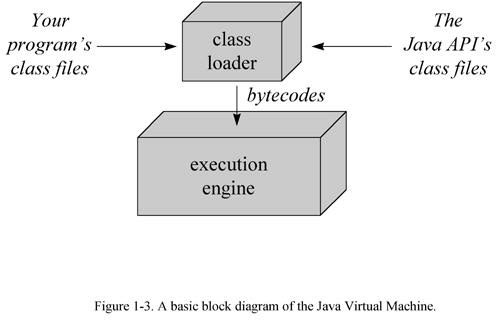 Your
program's
class files
class
loader
The
Java API's
class files
bytecodes
execution
engine
Figure 1-3. A basic block diagram of the Java Virtual Machine.